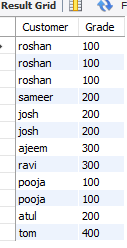 Result Grid
Customer Grade
roshan 100
roshan 100
roshan 100
sameer 200
josh 200
josh 200
ajeem 300
ravi 300
pooja 100
pooja 100
atul 200
tom 400